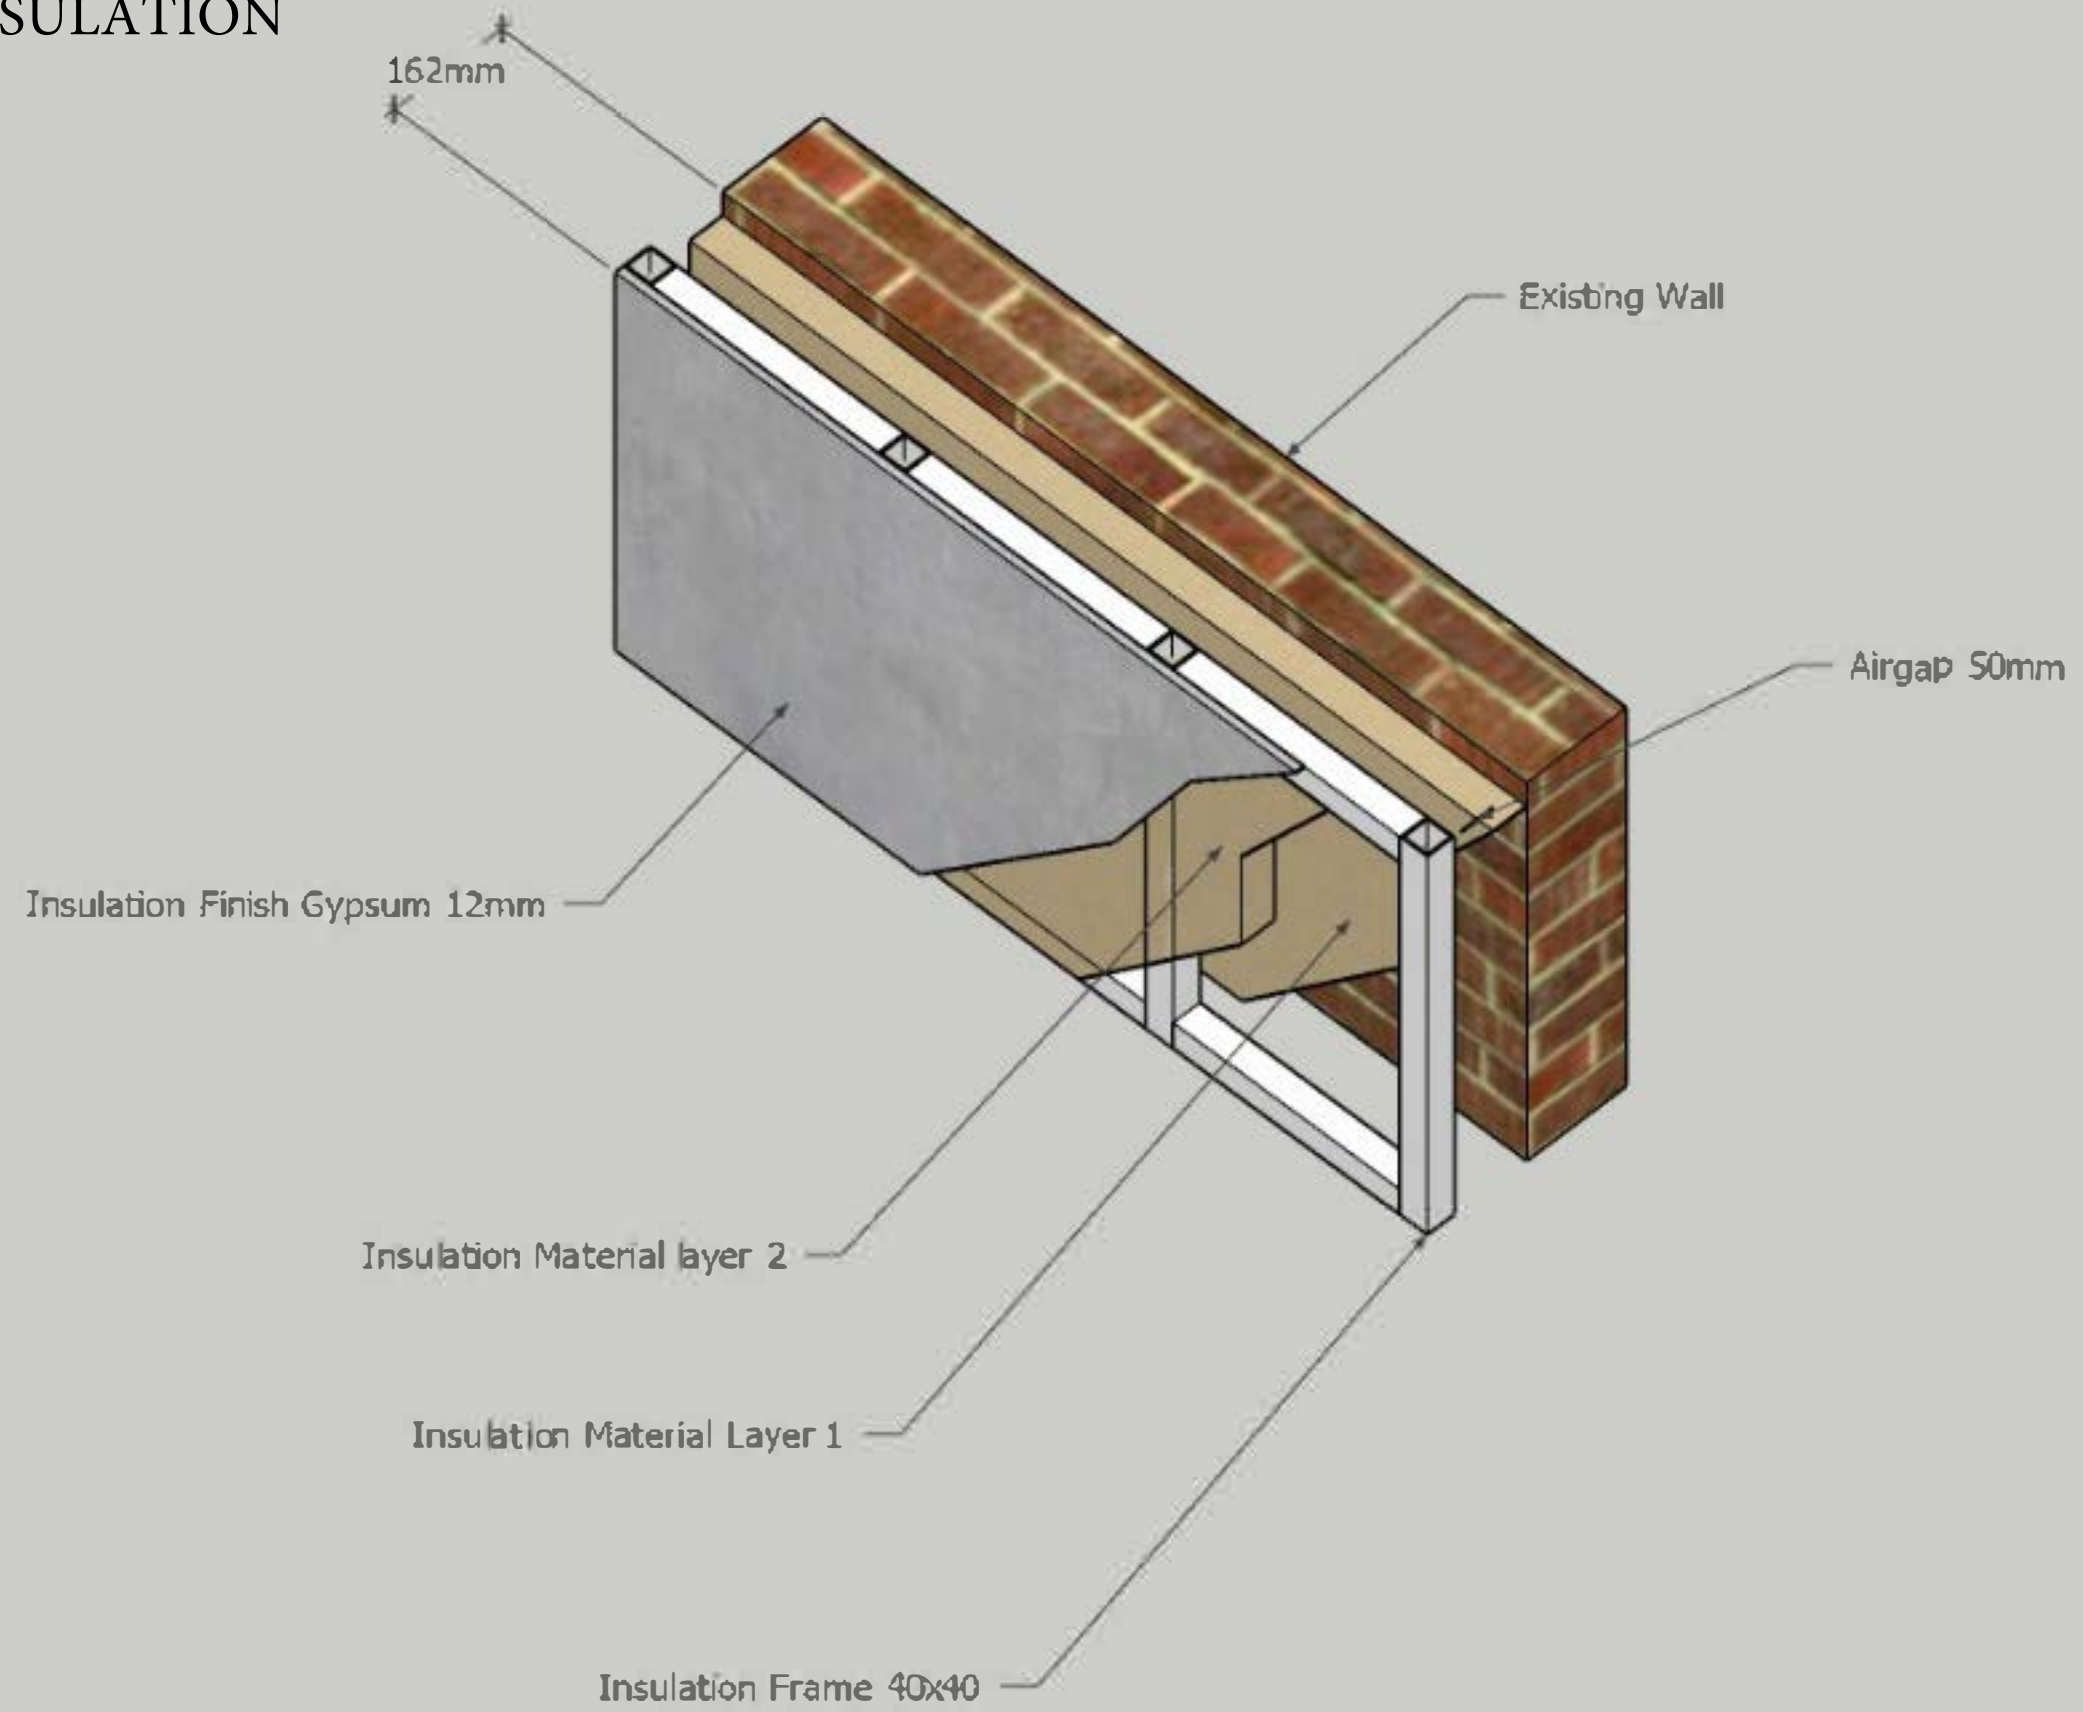 SULATION
162mm
Existing Wall
Airgap 50mm
Insulation Finish Gypsum 12mm
Insulation Material layer 2
Insulation Material Layer 1
Insulation Frame 40x40